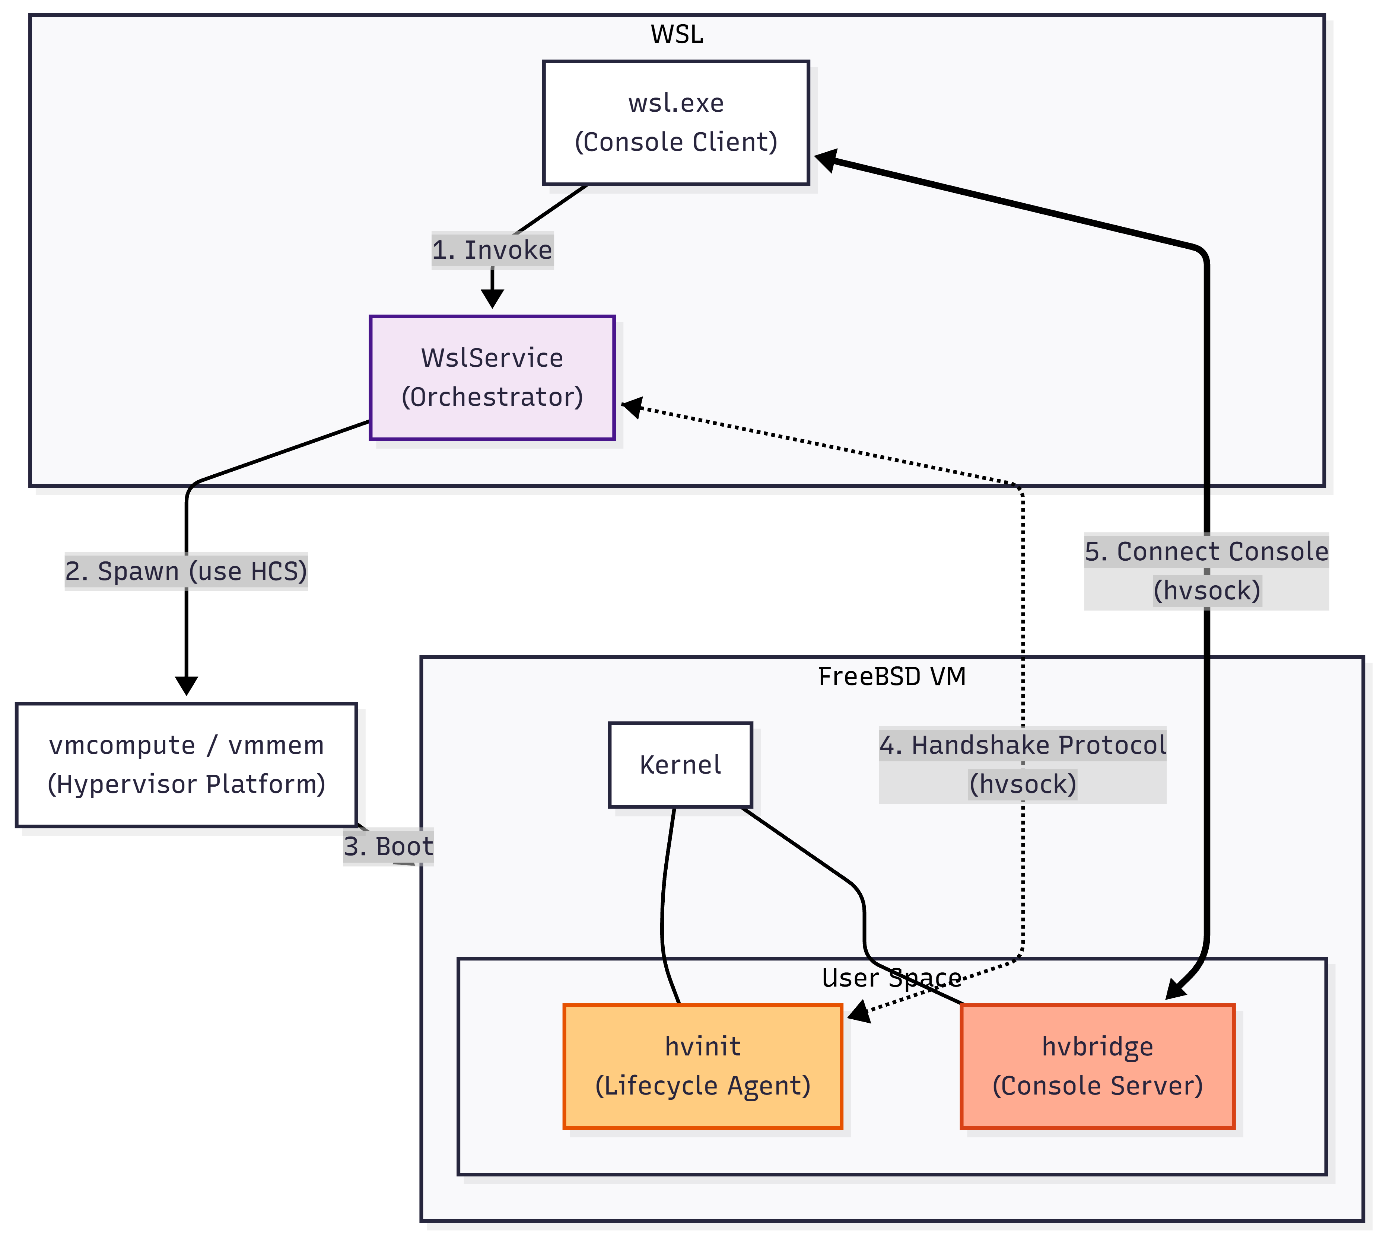 WSL
wsl.exe
(Console Client)
1. Invoke
WslService
(Orchestrator)
2. Spawn (use HCS)
5. Connect Console
(hvsock)
FreeBSD VM
vmcompute / vmmem
(Hypervisor Platform)
Kernel
4. Handshake Protocol
(hvsock)
3. Boot
User Space
hvinit
(Lifecycle Agent)
hvbridge
(Console Server)